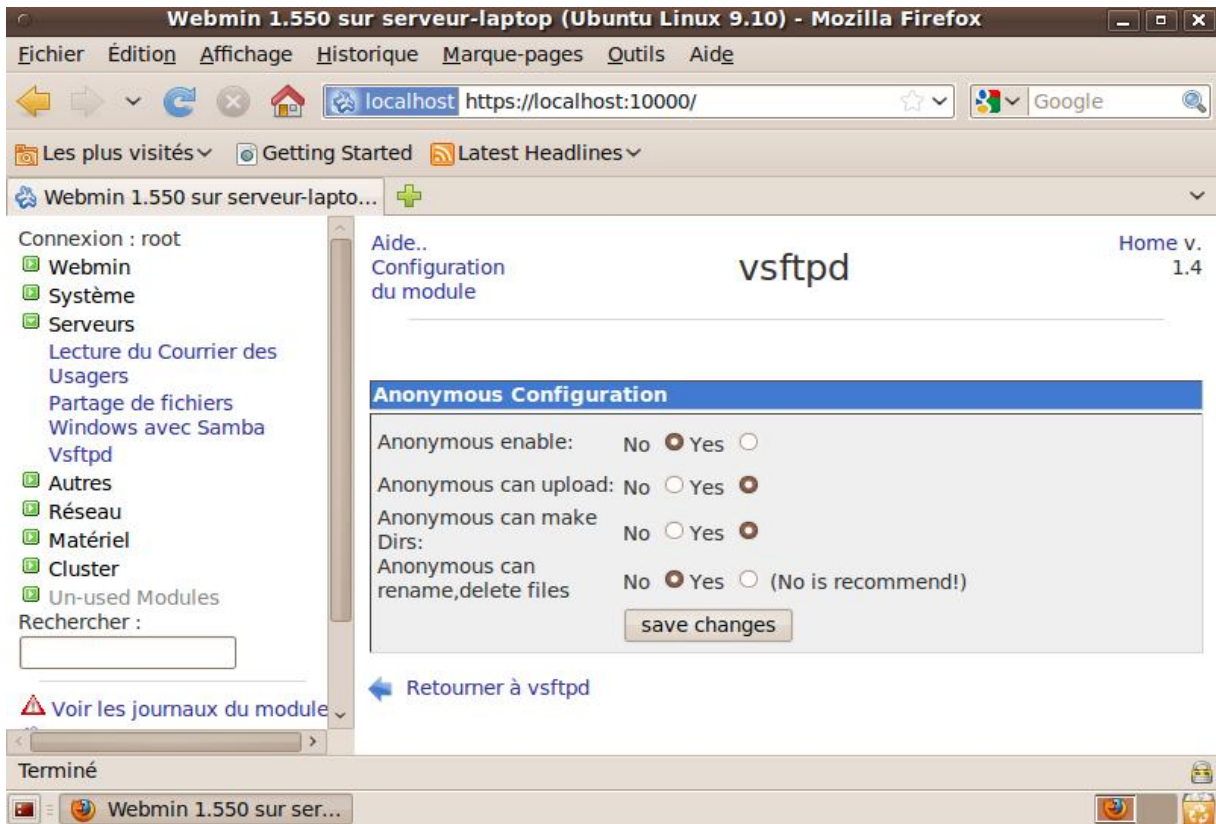 Webmin 1.550 sur serveur-laptop (Ubuntu Linux 9.10) - Mozilla Firefox
Fichier Édition Affichage Historique Marque-pages Outils Aide
localhost https://localhost:10000/
Google
Les plus visités Getting Started Latest Headlines
Webmin 1.550 sur serveur-lapto...
Connexion : root
Webmin
Système
Serveurs
Lecture du Courrier des
Usagers
Partage de fichiers
Windows avec Samba
Vsftpd
Autres
Réseau
Matériel
Cluster
Un-used Modules
Rechercher :
Voir les journaux du module
Aide..
Configuration
du module
vsftpd
Home v.
1.4
Anonymous Configuration
Anonymous enable: No Yes
Anonymous can upload: No Yes
Anonymous can make
Dirs: No Yes
Anonymous can
rename,delete files No Yes (No is recommend!)
save changes
Retourner à vsftpd
Terminé
Webmin 1.550 sur ser...